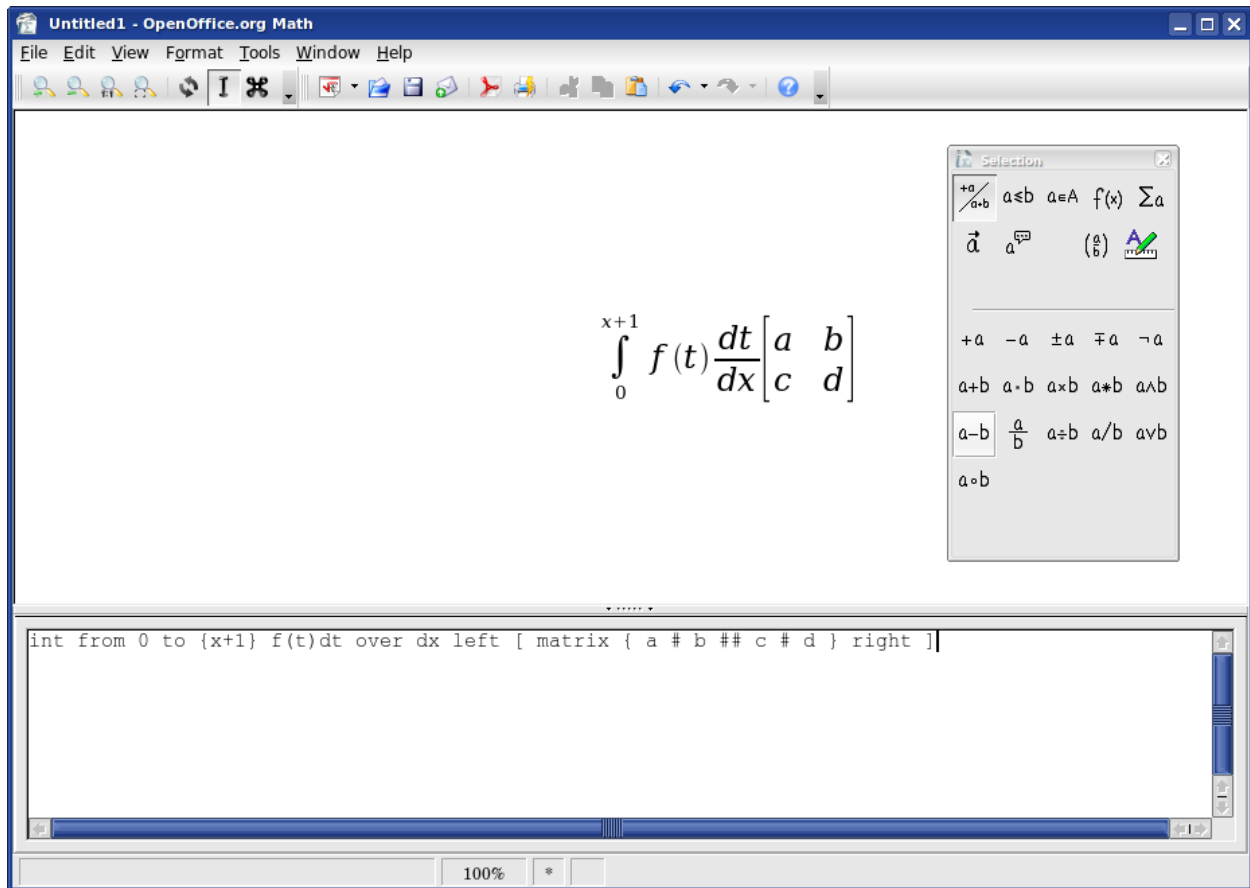 Untitled1 - OpenOffice.org Math
File Edit View Format Tools Window Help
Selection
+a/a+b a≤b a∈A f(x) Σa
a⃗ a (a/b) A
x+1
∫ f(t) dt/dx [a b
c d]
0
+a -a ±a ∓a ¬a
a+b a·b a×b a∗b a∧b
a−b a/b a÷b a/b a∨b
a∘b
int from 0 to {x+1} f(t)dt over dx left [ matrix { a # b ## c # d } right ]
100% *